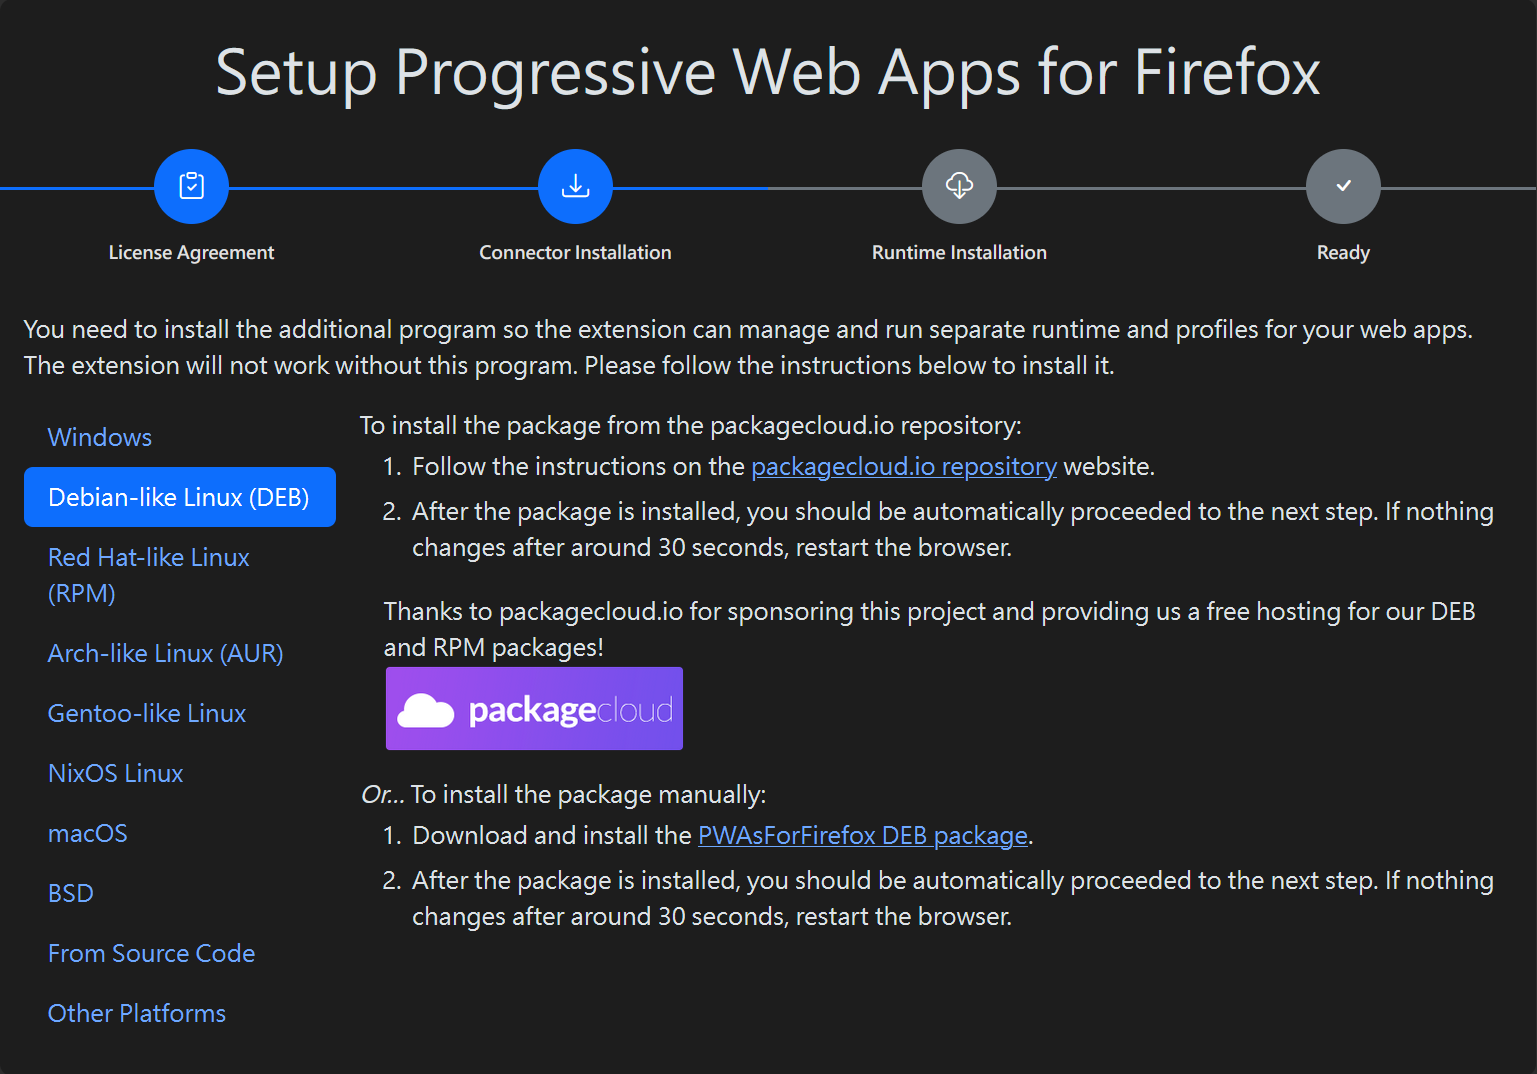 Setup Progressive Web Apps for Firefox
License Agreement
Connector Installation
Runtime Installation
Ready
You need to install the additional program so the extension can manage and run separate runtime and profiles for your web apps.
The extension will not work without this program. Please follow the instructions below to install it.
Windows
Debian-like Linux (DEB)
Red Hat-like Linux
(RPM)
Arch-like Linux (AUR)
Gentoo-like Linux
NixOS Linux
macOS
BSD
From Source Code
Other Platforms
To install the package from the packagecloud.io repository:
1. Follow the instructions on the packagecloud.io repository website.
2. After the package is installed, you should be automatically proceeded to the next step. If nothing
changes after around 30 seconds, restart the browser.
Thanks to packagecloud.io for sponsoring this project and providing us a free hosting for our DEB
and RPM packages!
packagecloud
Or... To install the package manually:
1. Download and install the PWAsForFirefox DEB package.
2. After the package is installed, you should be automatically proceeded to the next step. If nothing
changes after around 30 seconds, restart the browser.